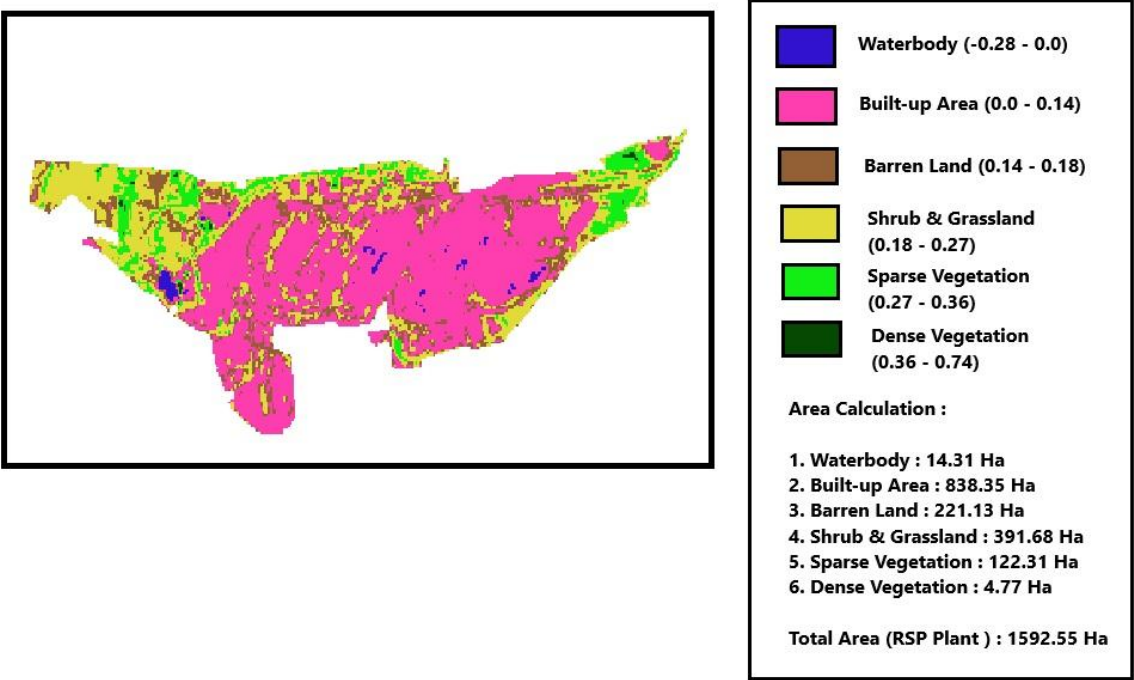 Waterbody (-0.28 - 0.0)
Built-up Area (0.0 - 0.14)
Barren Land (0.14 - 0.18)
Shrub & Grassland
(0.18 - 0.27)
Sparse Vegetation
(0.27 - 0.36)
Dense Vegetation
(0.36 - 0.74)
Area Calculation :
1. Waterbody : 14.31 Ha
2. Built-up Area : 838.35 Ha
3. Barren Land : 221.13 Ha
4. Shrub & Grassland : 391.68 Ha
5. Sparse Vegetation : 122.31 Ha
6. Dense Vegetation : 4.77 Ha
Total Area (RSP Plant ) : 1592.55 Ha